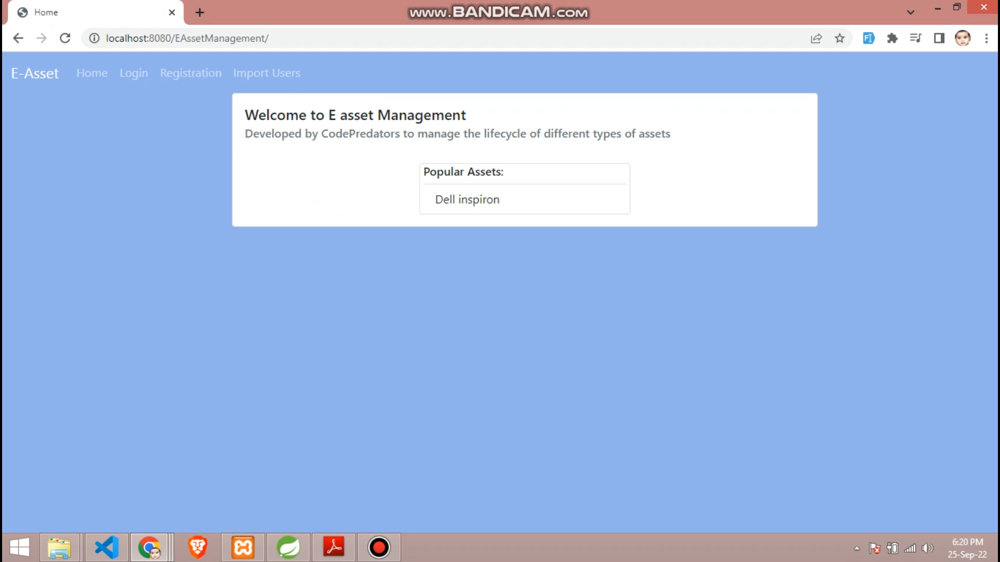 Home
www.BANDICAM.com
localhost:8080/EAssetManagement/
E-Asset Home Login Registration Import Users
Welcome to E asset Management
Developed by CodePredators to manage the lifecycle of different types of assets
Popular Assets:
Dell inspiron
6:20 PM
25-Sep-22